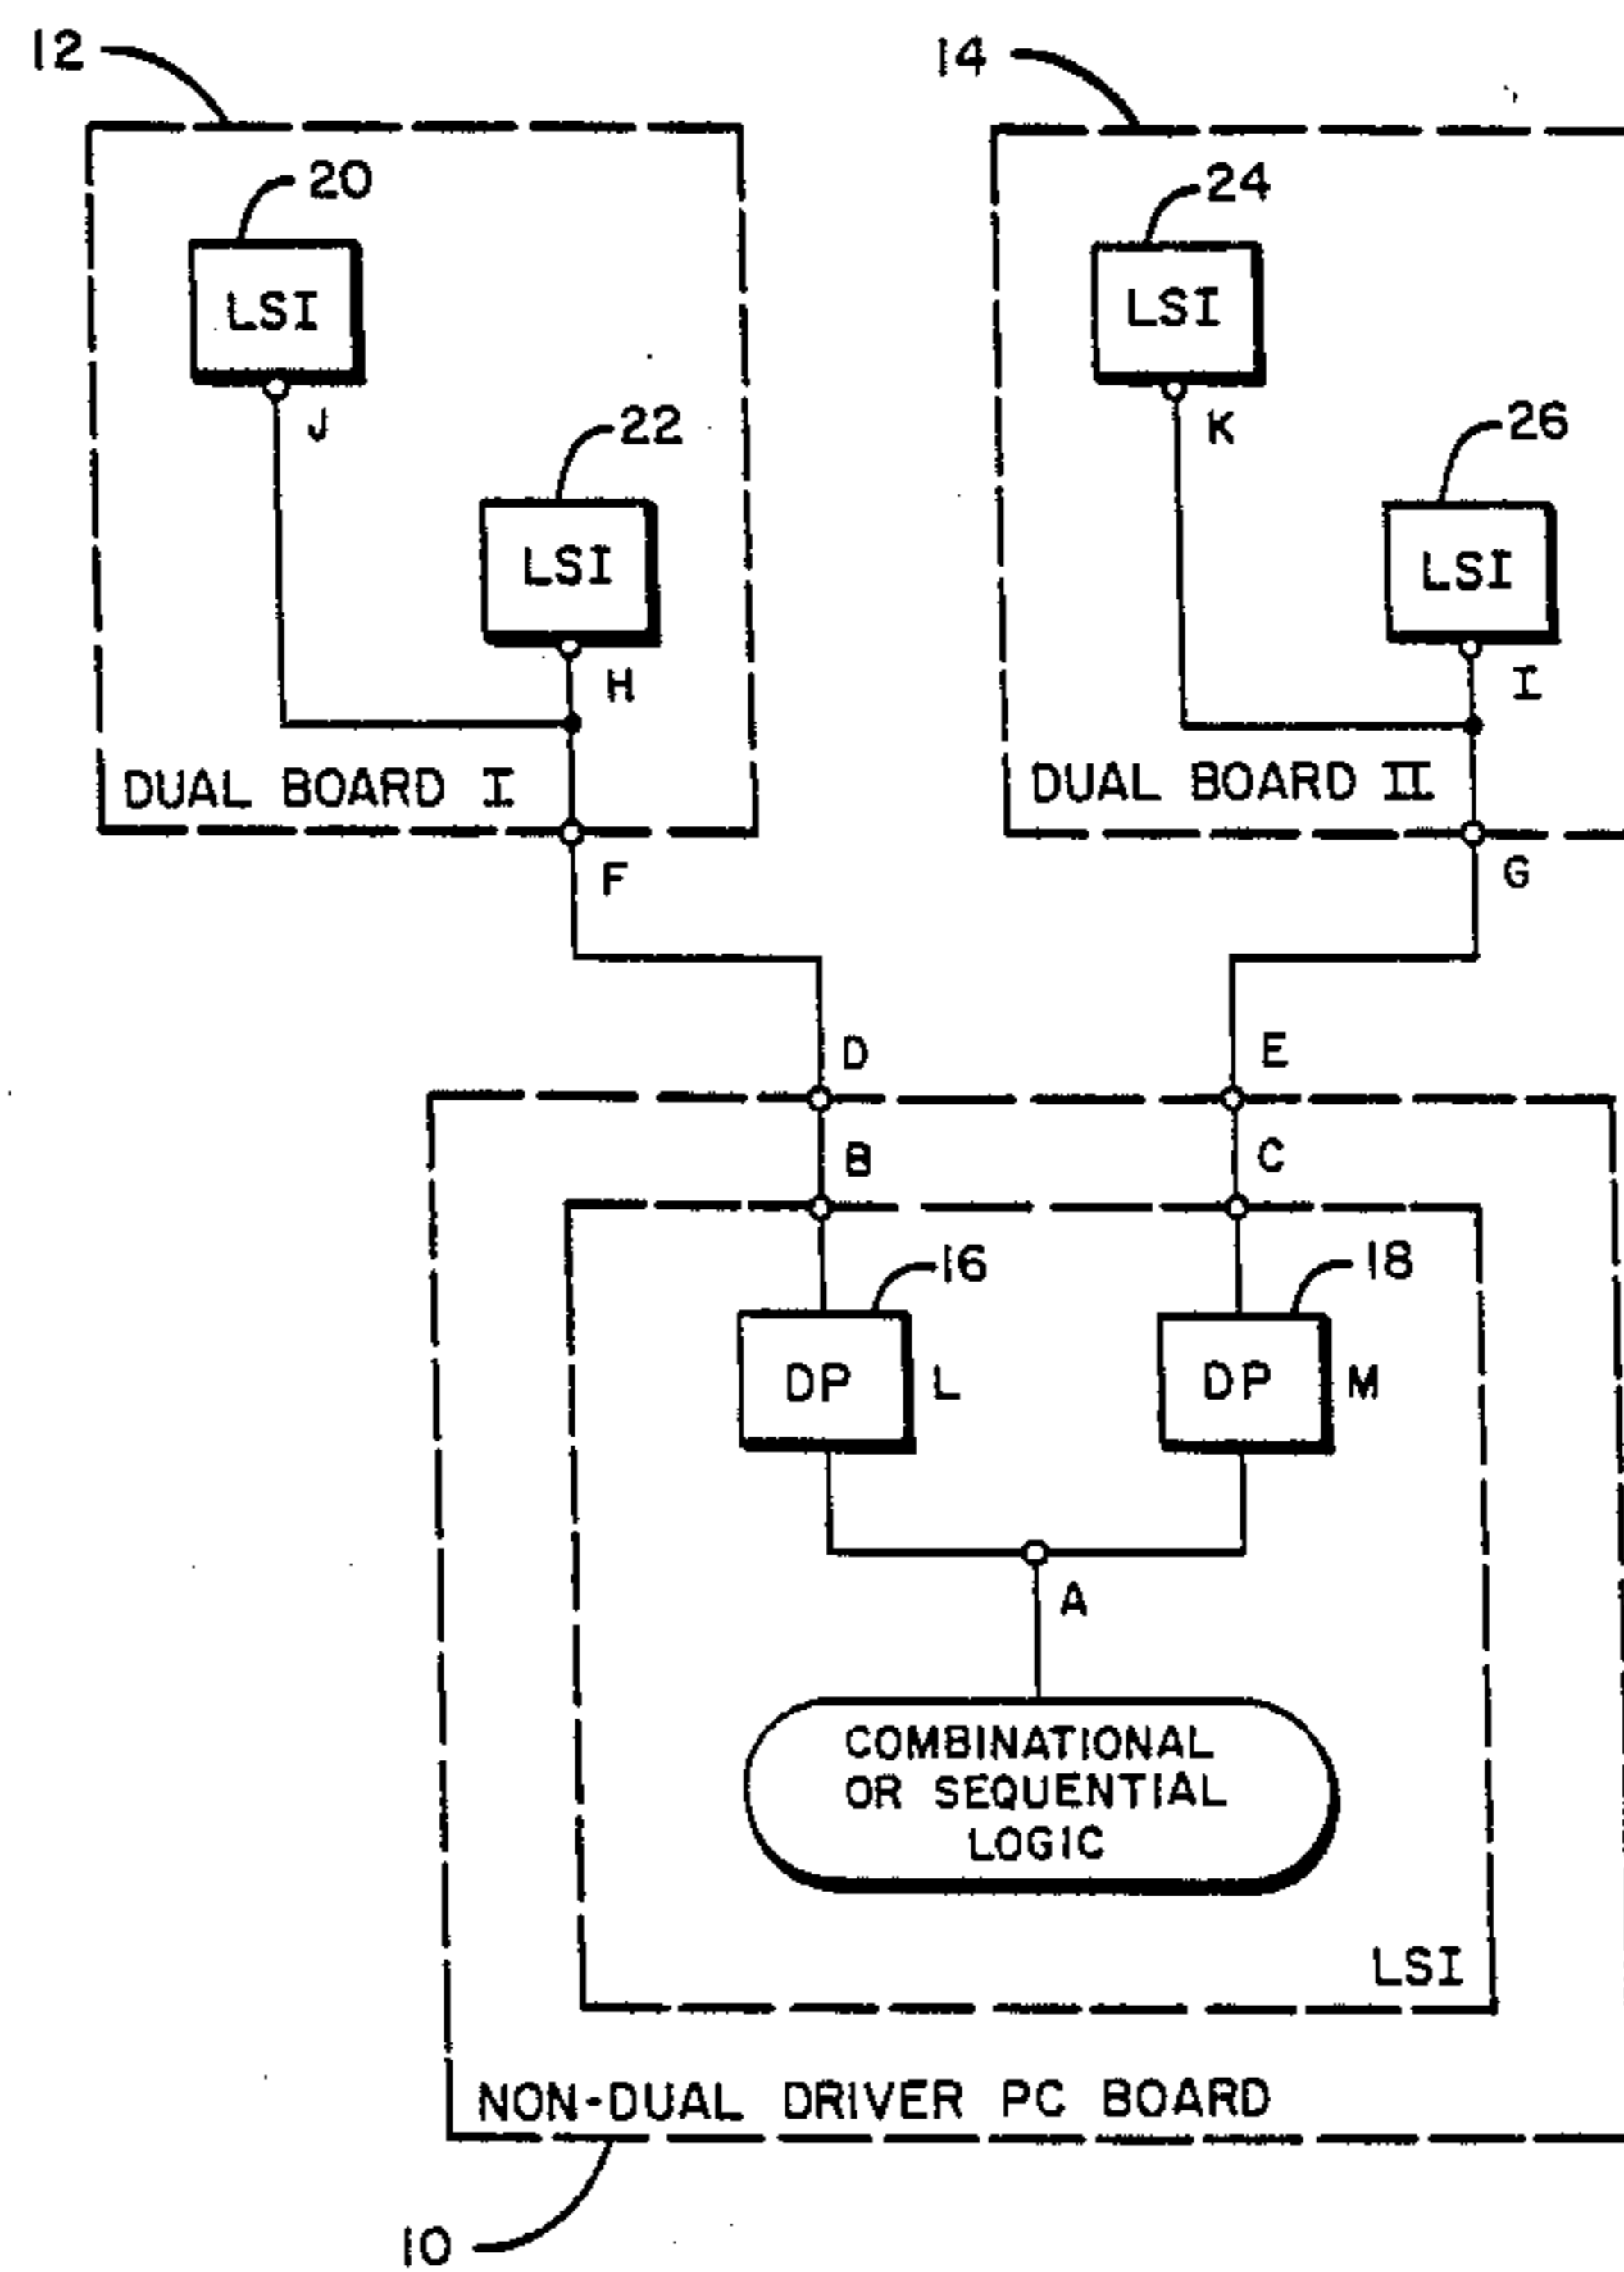 12
14
20
24
LSI
LSI
J
K
22
26
LSI
LSI
H
I
DUAL BOARD I
DUAL BOARD II
F
G
D
E
B
C
16
18
DP
L
DP
M
A
COMBINATIONAL
OR SEQUENTIAL
LOGIC
LSI
NON-DUAL DRIVER PC BOARD
10